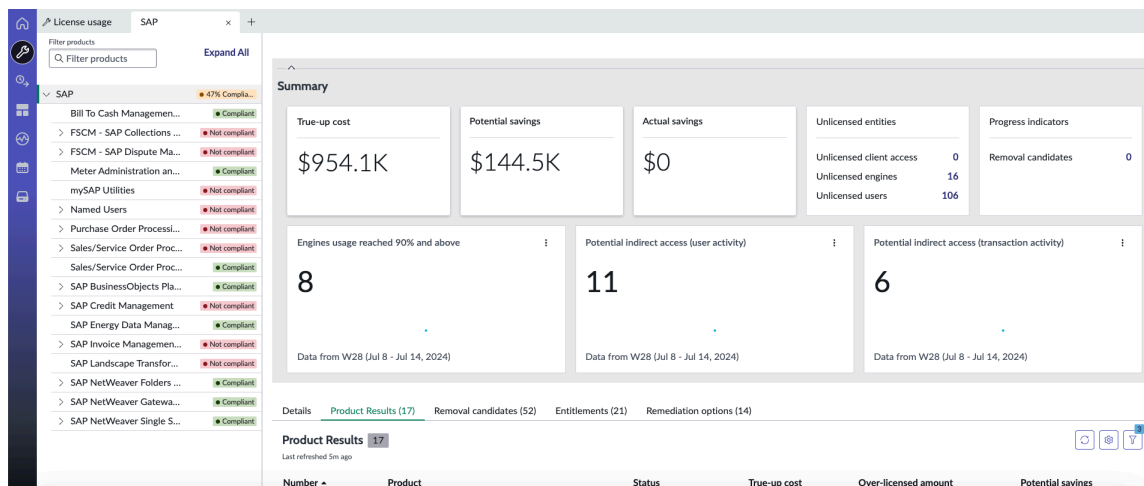 License usage
SAP
Filter products
Filter products
Expand All
SAP
47% Complia...
Bill To Cash Managemen...
Compliant
FSCM - SAP Collections ...
Not compliant
FSCM - SAP Dispute Ma...
Not compliant
Meter Administration an...
Compliant
mySAP Utilities
Not compliant
Named Users
Not compliant
Purchase Order Processi...
Not compliant
Sales/Service Order Proc...
Not compliant
Sales/Service Order Proc...
Compliant
SAP BusinessObjects Pla...
Compliant
SAP Credit Management
Not compliant
SAP Energy Data Manag...
Compliant
SAP Invoice Managemen...
Not compliant
SAP Landscape Transfor...
Not compliant
SAP NetWeaver Folders ...
Compliant
SAP NetWeaver Gatewa...
Compliant
SAP NetWeaver Single S...
Compliant
Summary
True-up cost
$954.1K
Potential savings
$144.5K
Actual savings
$0
Unlicensed entities
Unlicensed client access 0
Unlicensed engines 16
Unlicensed users 106
Progress indicators
Removal candidates 0
Engines usage reached 90% and above
8
Data from W28 (Jul 8 - Jul 14, 2024)
Potential indirect access (user activity)
11
Data from W28 (Jul 8 - Jul 14, 2024)
Potential indirect access (transaction activity)
6
Data from W28 (Jul 8 - Jul 14, 2024)
Details Product Results (17) Removal candidates (52) Entitlements (21) Remediation options (14)
Product Results 17
3
Last refreshed 5m ago
Number Product Status True-up cost Over-licensed amount Potential savings